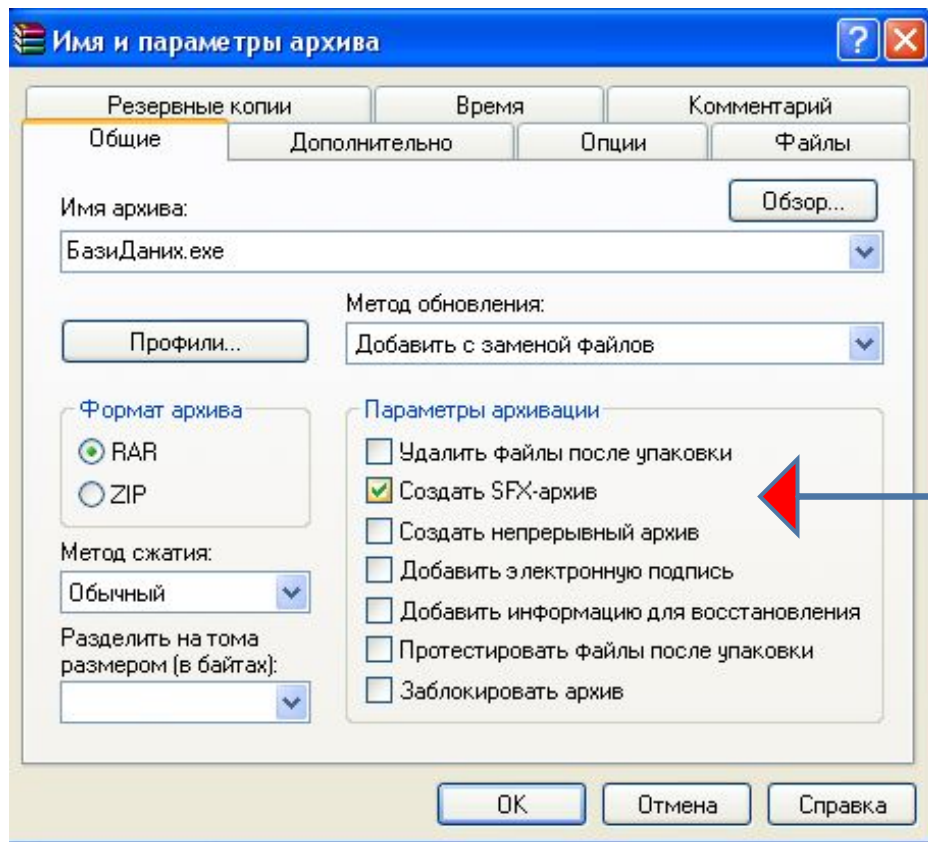 Имя и параметры архива
Резервные копии
Время
Комментарий
Общие
Дополнительно
Опции
Файлы
Имя архива:
Обзор...
БазиДаних.exe
Метод обновления:
Профили...
Добавить с заменой файлов
Формат архива
RAR
ZIP
Метод сжатия:
Обычный
Разделить на тома
размером (в байтах):
Параметры архивации
Удалить файлы после упаковки
Создать SFX-архив
Создать непрерывный архив
Добавить электронную подпись
Добавить информацию для восстановления
Протестировать файлы после упаковки
Заблокировать архив
OK
Отмена
Справка